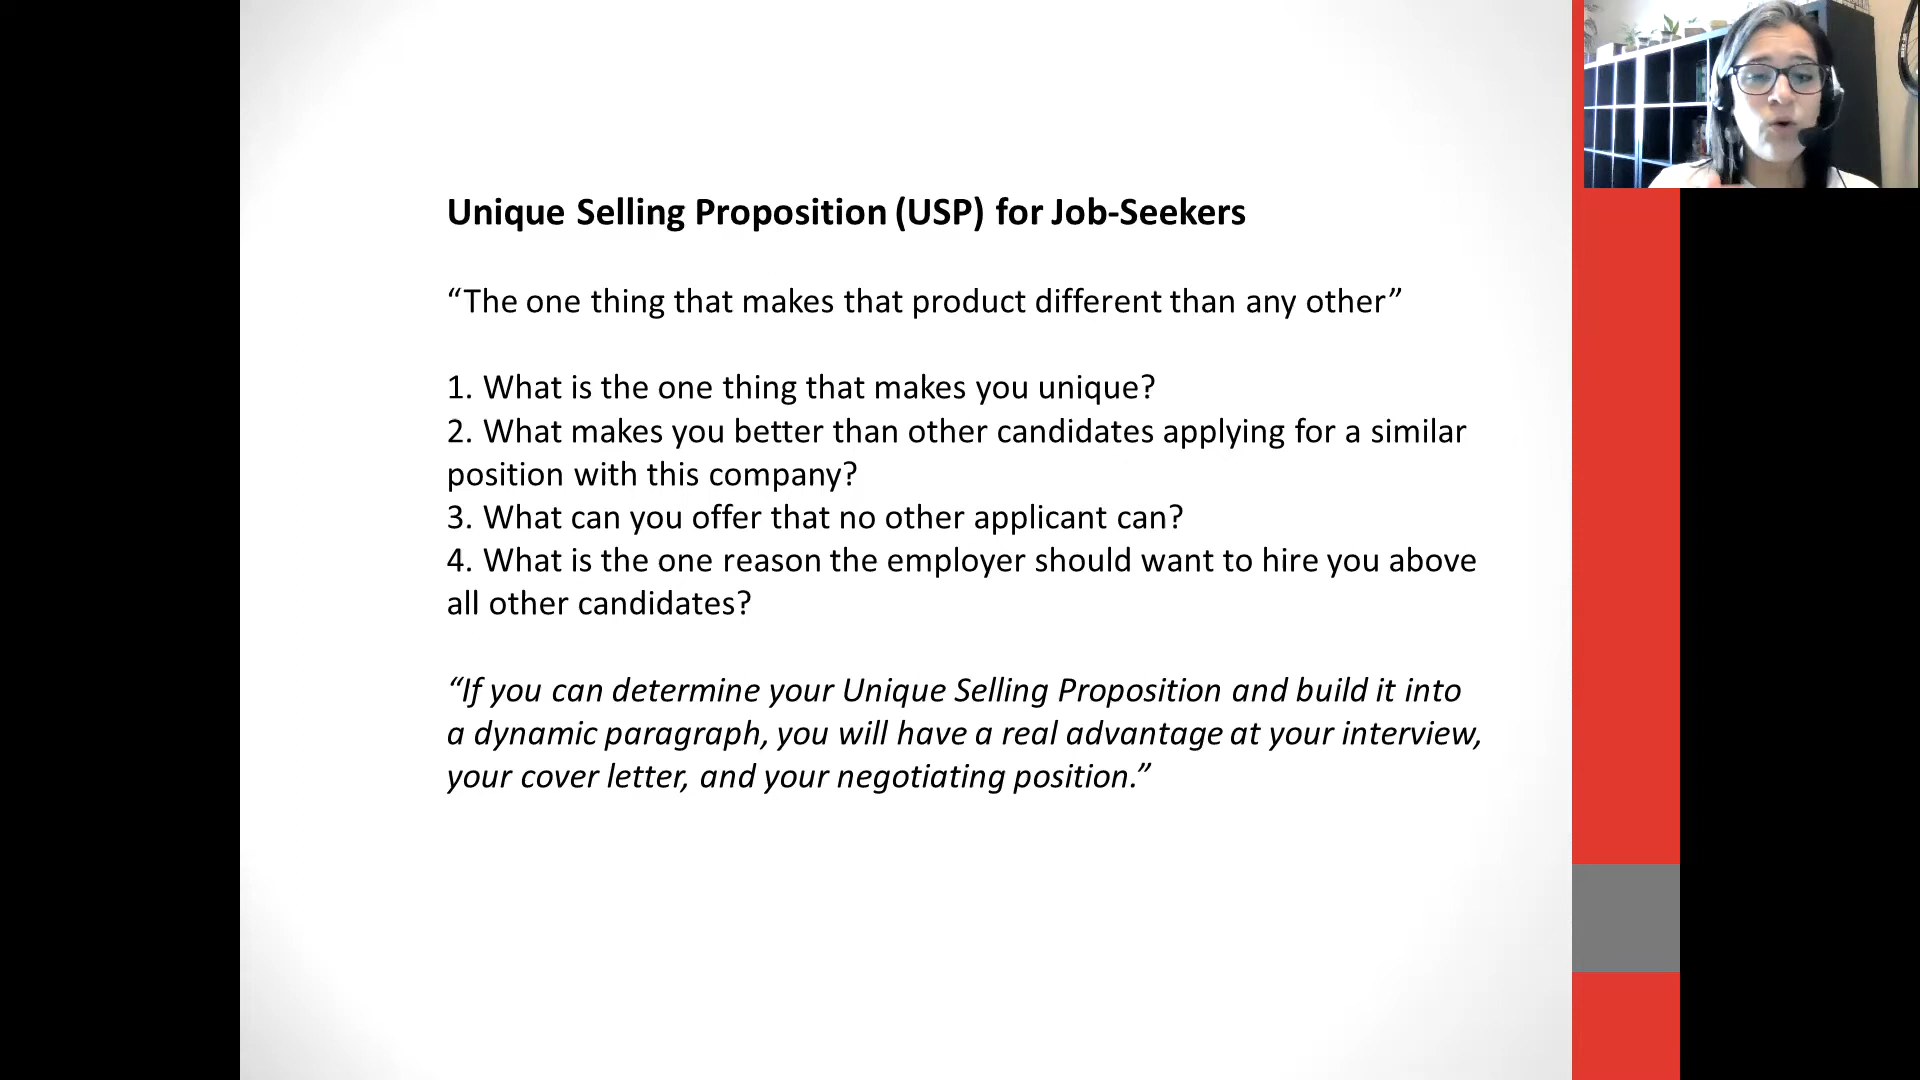 Unique Selling Proposition (USP) for Job-Seekers
“The one thing that makes that product different than any other”
1. What is the one thing that makes you unique?
2. What makes you better than other candidates applying for a similar
position with this company?
3. What can you offer that no other applicant can?
4. What is the one reason the employer should want to hire you above
all other candidates?
“If you can determine your Unique Selling Proposition and build it into
a dynamic paragraph, you will have a real advantage at your interview,
your cover letter, and your negotiating position.”